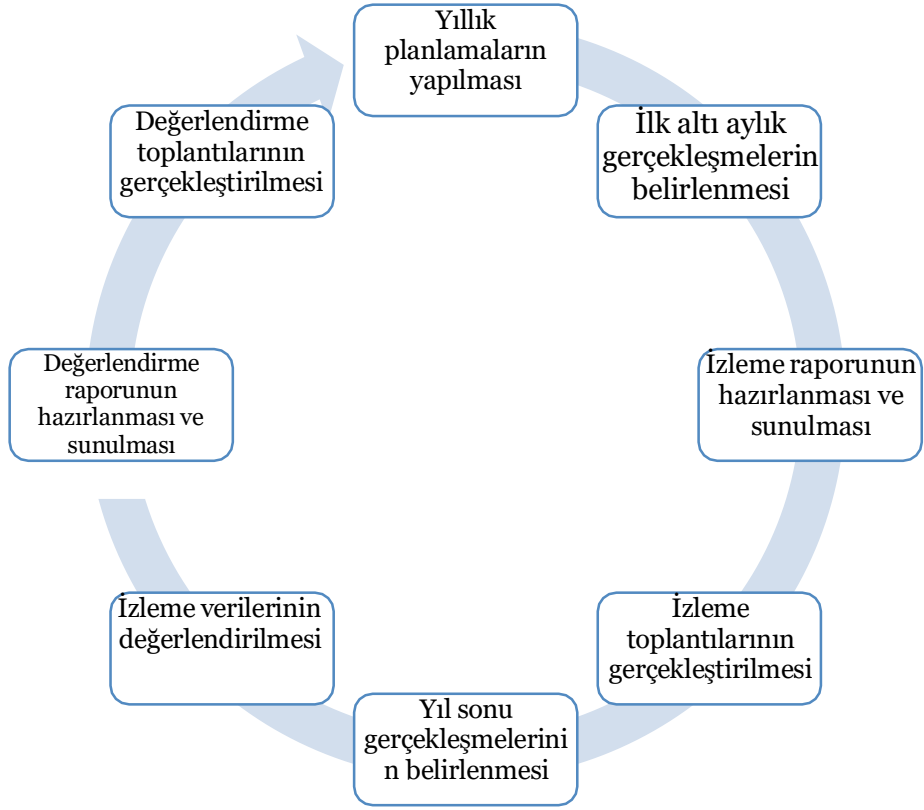 Yıllık
planlamaların
yapılması
İlk altı aylık
gerçekleşmelerin
belirlenmesi
İzleme raporunun
hazırlanması ve
sunulması
İzleme
toplantılarının
gerçekleştirilmesi
Yıl sonu
gerçekleşmelerini
n belirlenmesi
İzleme verilerinin
değerlendirilmesi
Değerlendirme
raporunun
hazırlanması ve
sunulması
Değerlendirme
toplantılarının
gerçekleştirilmesi